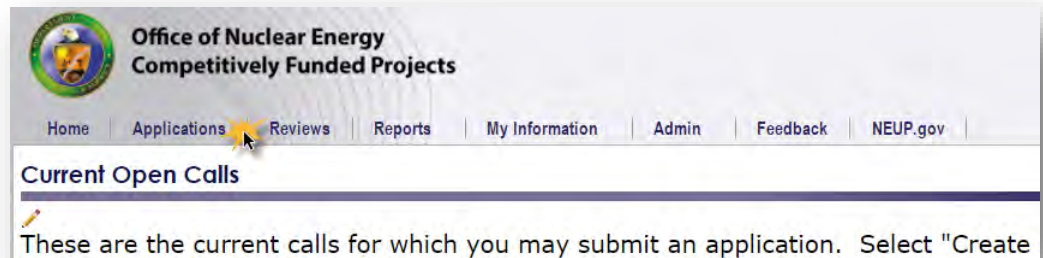 Office of Nuclear Energy
Competitively Funded Projects
Home Applications Reviews Reports My Information Admin Feedback NEUP.gov
Current Open Calls
These are the current calls for which you may submit an application. Select "Create